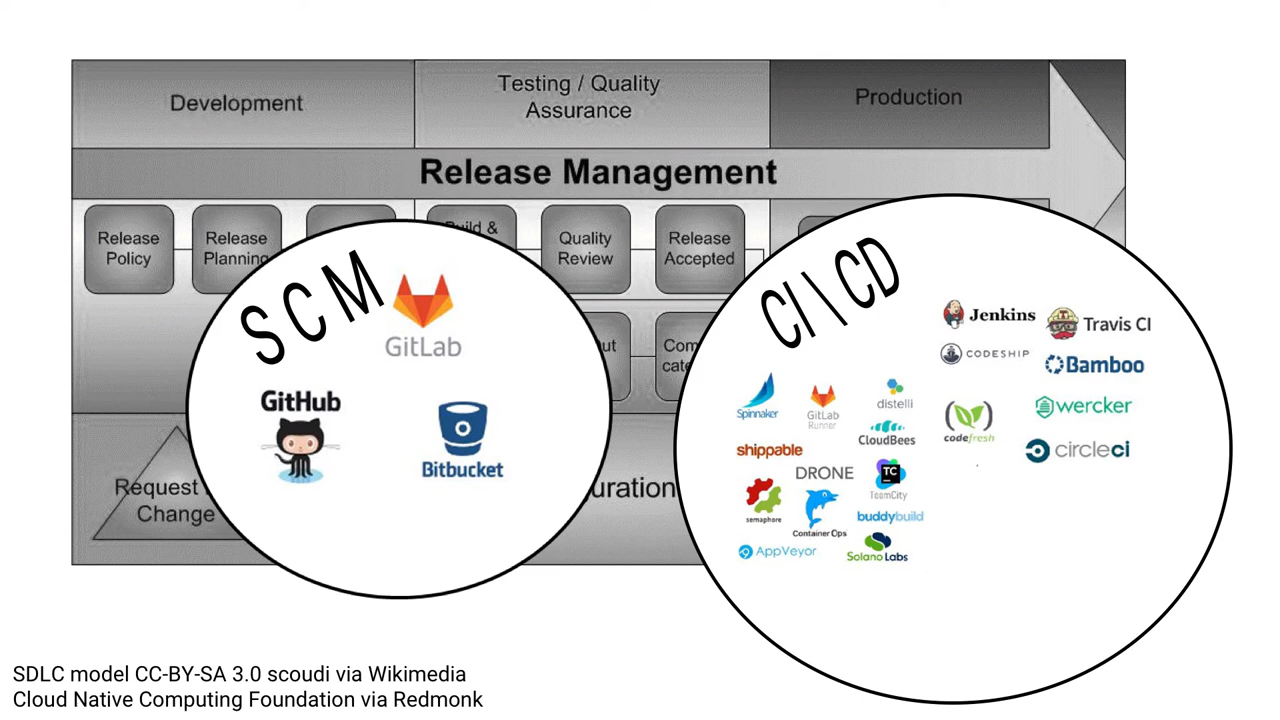 Development
Testing / Quality
Assurance
Production
Release Management
Release
Policy
Release
Planning
Build &
Quality
Review
Release
Accepted
SCM
GitLab
GitHub
Bitbucket
CI\CD
Jenkins
Travis CI
CODESHIP
Bamboo
Spinnaker
GitLab
Runner
distelli
CloudBees
codefresh
wercker
circleci
shippable
DRONE
TC
TeamCity
semaphore
Container Ops
buddybuild
AppVeyor
Solano Labs
Request
Change
SDLC model CC-BY-SA 3.0 scoudi via Wikimedia
Cloud Native Computing Foundation via Redmonk